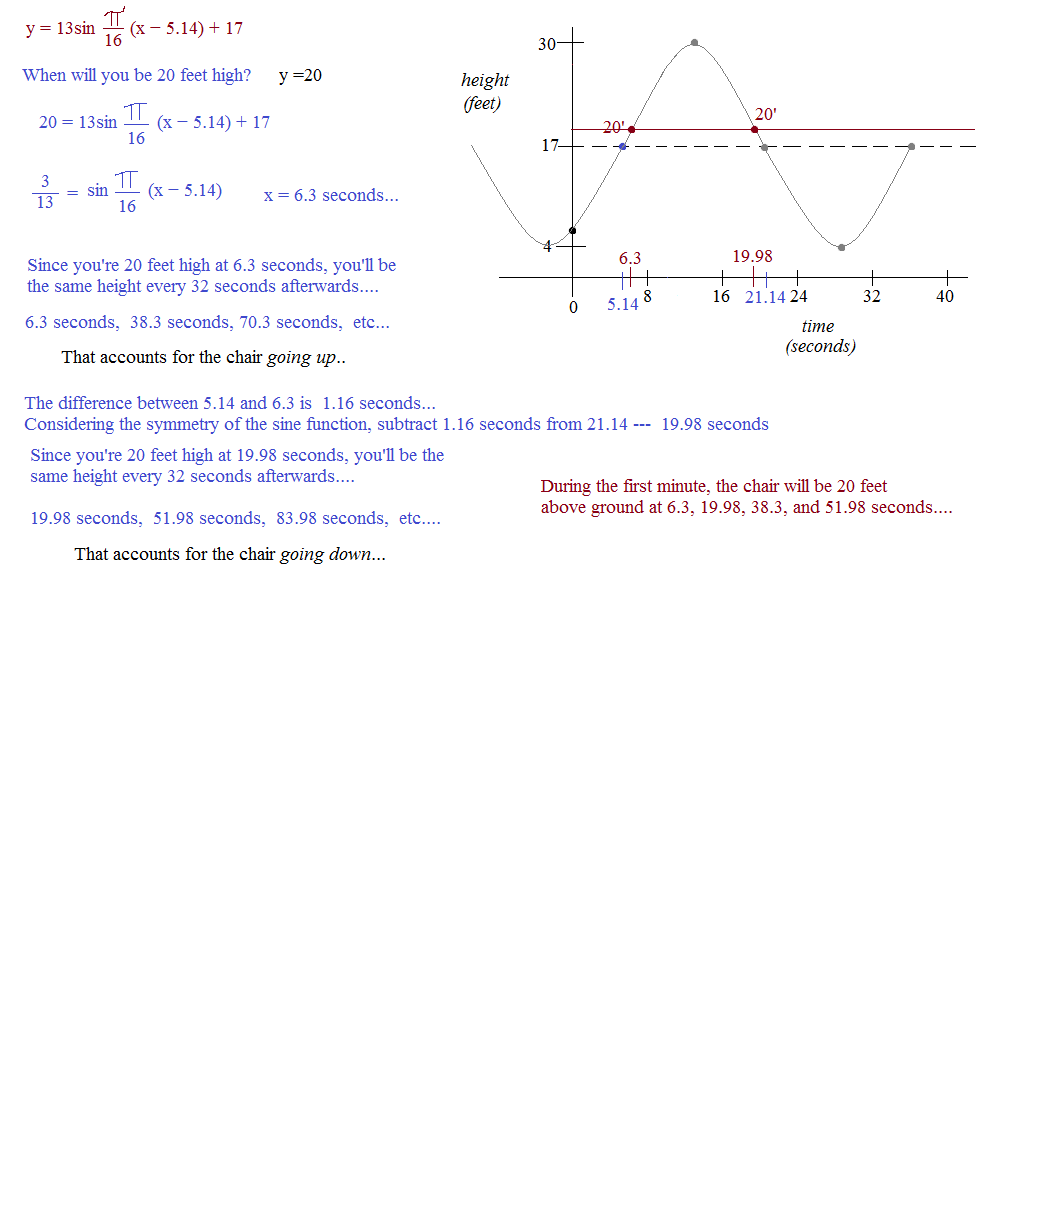 y = 13sin π/16 (x − 5.14) + 17
When will you be 20 feet high? y =20
20 = 13sin π/16 (x − 5.14) + 17
3/13 = sin π/16 (x − 5.14) x = 6.3 seconds...
Since you're 20 feet high at 6.3 seconds, you'll be
the same height every 32 seconds afterwards....
6.3 seconds, 38.3 seconds, 70.3 seconds, etc...
That accounts for the chair going up..
height
(feet)
30
20'
20'
17
4
6.3
19.98
0
5.14
8
16
21.14
24
32
40
time
(seconds)
The difference between 5.14 and 6.3 is 1.16 seconds...
Considering the symmetry of the sine function, subtract 1.16 seconds from 21.14 --- 19.98 seconds
Since you're 20 feet high at 19.98 seconds, you'll be the
same height every 32 seconds afterwards....
19.98 seconds, 51.98 seconds, 83.98 seconds, etc....
That accounts for the chair going down...
During the first minute, the chair will be 20 feet
above ground at 6.3, 19.98, 38.3, and 51.98 seconds....